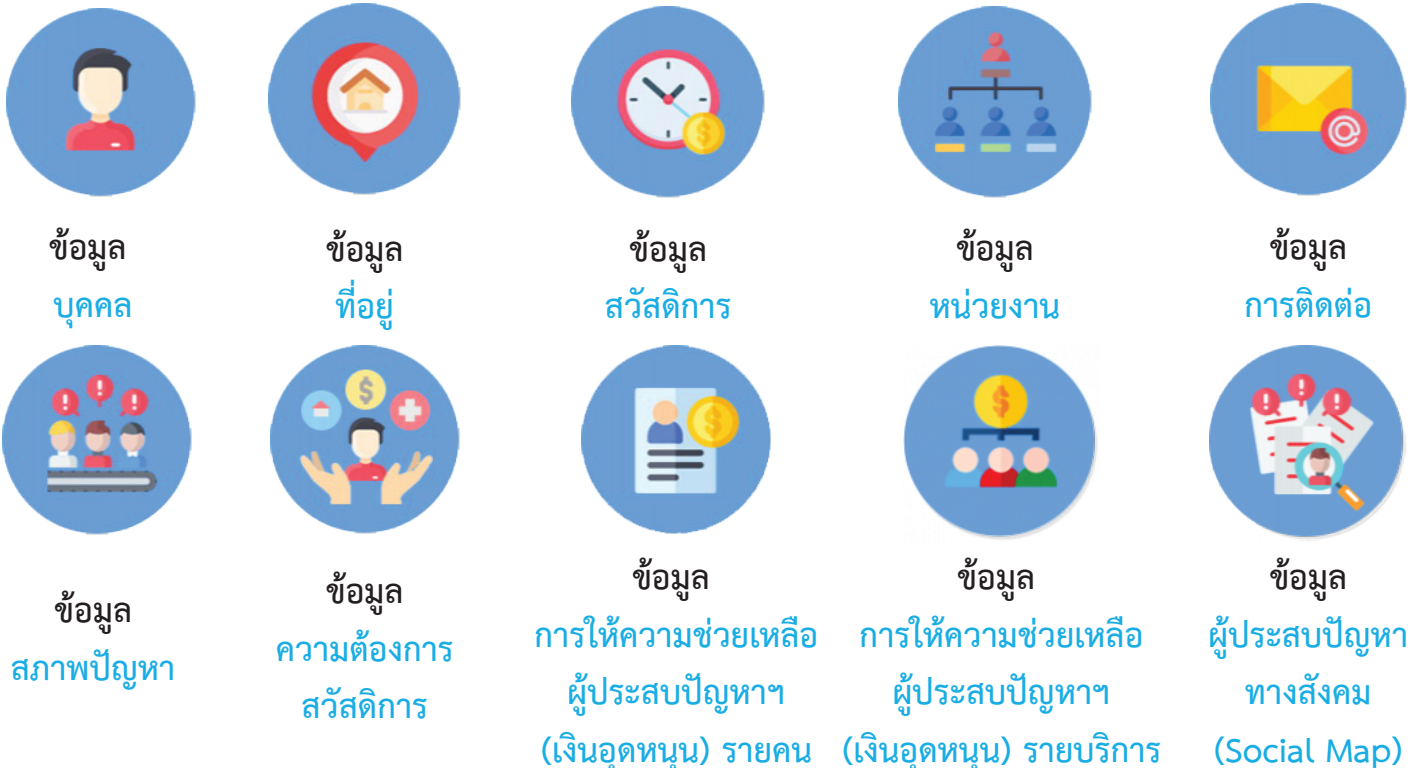 ข้อมูล
บุคคล
ข้อมูล
ที่อยู่
ข้อมูล
สวัสดิการ
ข้อมูล
หน่วยงาน
ข้อมูล
การติดต่อ
ข้อมูล
สภาพปัญหา
ข้อมูล
ความต้องการ
สวัสดิการ
ข้อมูล
การให้ความช่วยเหลือ
ผู้ประสบปัญหาฯ
(เงินอุดหนุน) รายคน
ข้อมูล
การให้ความช่วยเหลือ
ผู้ประสบปัญหาฯ
(เงินอุดหนุน) รายบริการ
ข้อมูล
ผู้ประสบปัญหา
ทางสังคม
(Social Map)